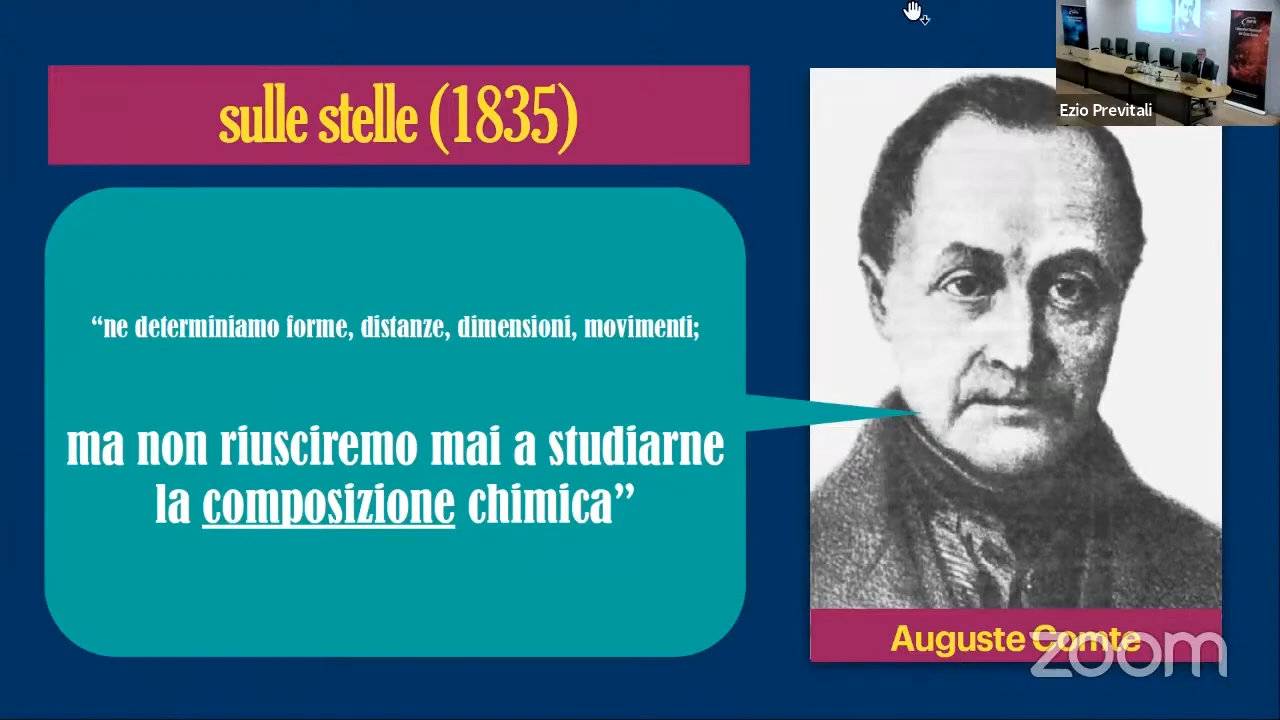 sulle stelle (1835)
“ne determiniamo forme, distanze, dimensioni, movimenti;
ma non riusciremo mai a studiarne
la composizione chimica”
Ezio Previtali
Auguste Comte
zoom